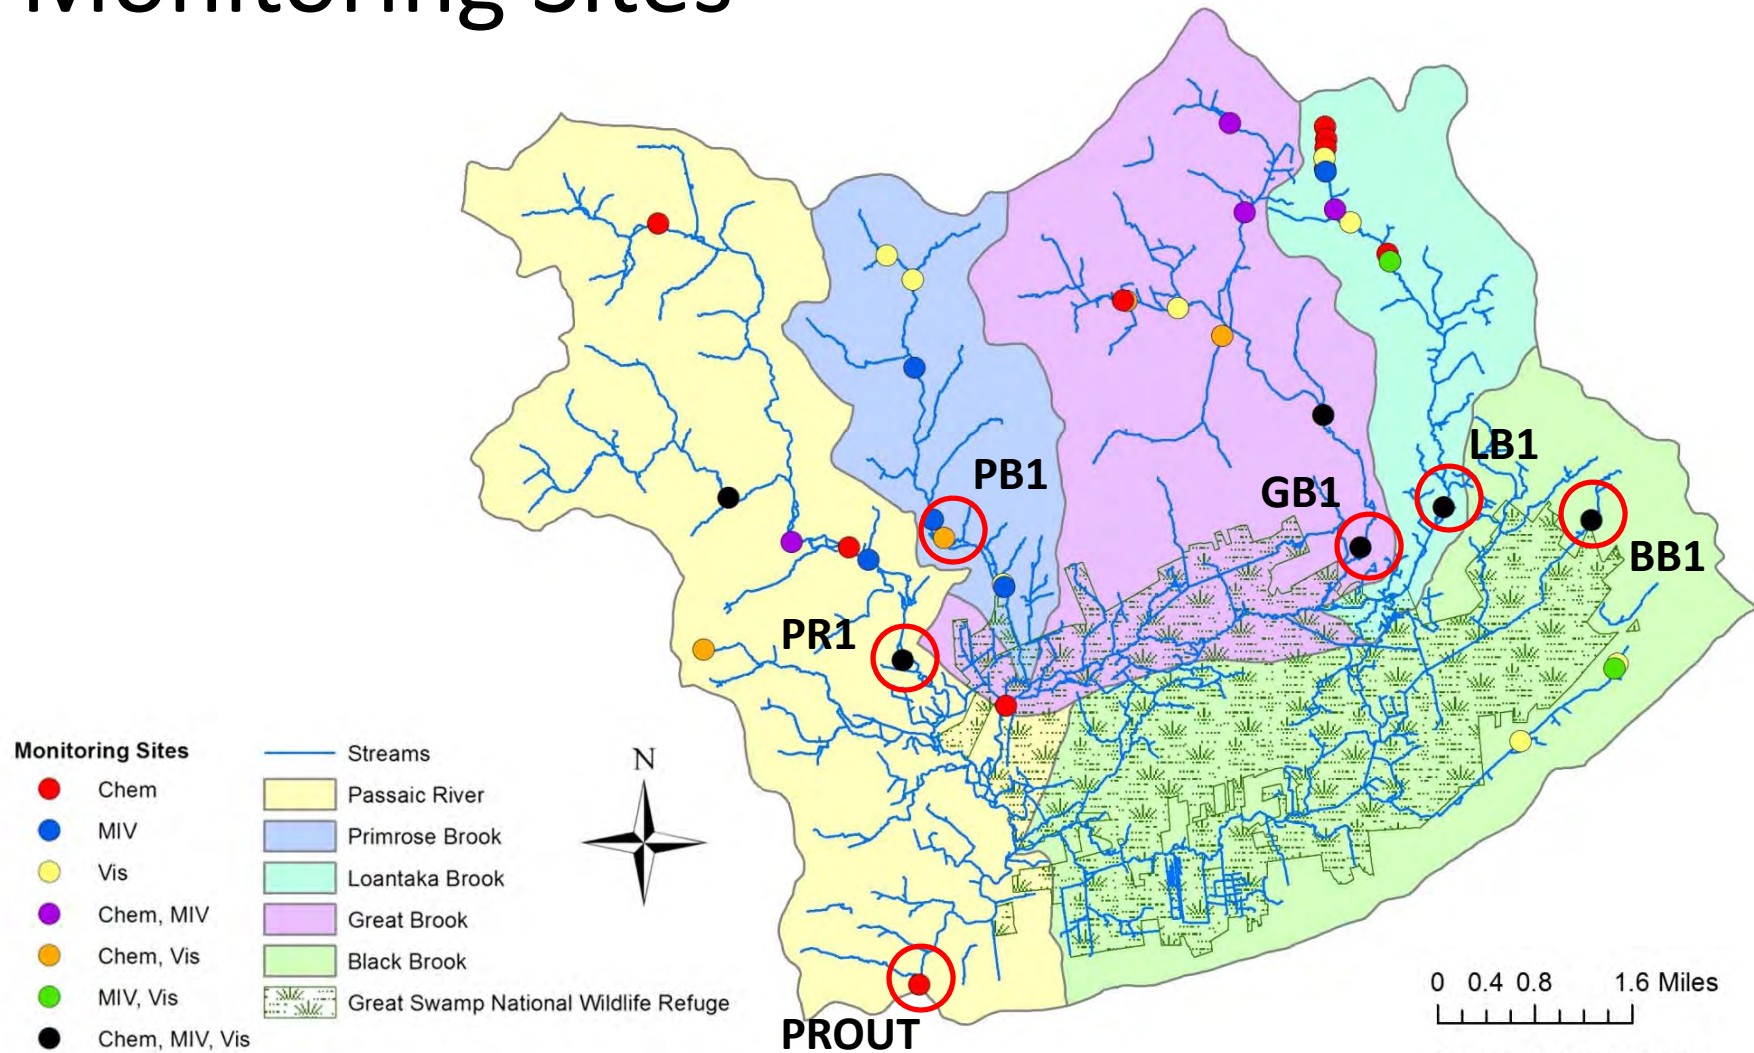 Monitoring Sites
PB1
GB1
LB1
BB1
PR1
PROUT
Monitoring Sites
Chem
MIV
Vis
Chem, MIV
Chem, Vis
MIV, Vis
Chem, MIV, Vis
Streams
Passaic River
Primrose Brook
Loantaka Brook
Great Brook
Black Brook
Great Swamp National Wildlife Refuge
N
0 0.4 0.8 1.6 Miles